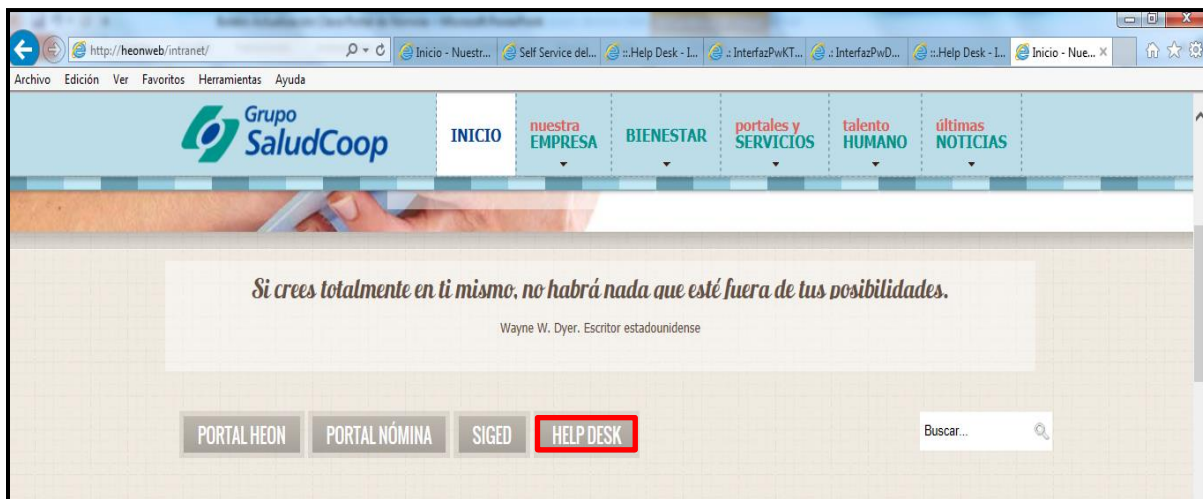 http://heonweb/intranet/
Inicio - Nuestr...
Self Service del...
::.Help Desk - I...
.: InterfazPwKT...
.: InterfazPwD...
::.Help Desk - I...
Inicio - Nue...
Archivo Edición Ver Favoritos Herramientas Ayuda
Grupo
SaludCoop
INICIO
nuestra
EMPRESA
BIENESTAR
portales y
SERVICIOS
talento
HUMANO
últimas
NOTICIAS
Si crees totalmente en ti mismo, no habrá nada que esté fuera de tus posibilidades.
Wayne W. Dyer. Escritor estadounidense
PORTAL HEON
PORTAL NÓMINA
SIGED
HELP DESK
Buscar...